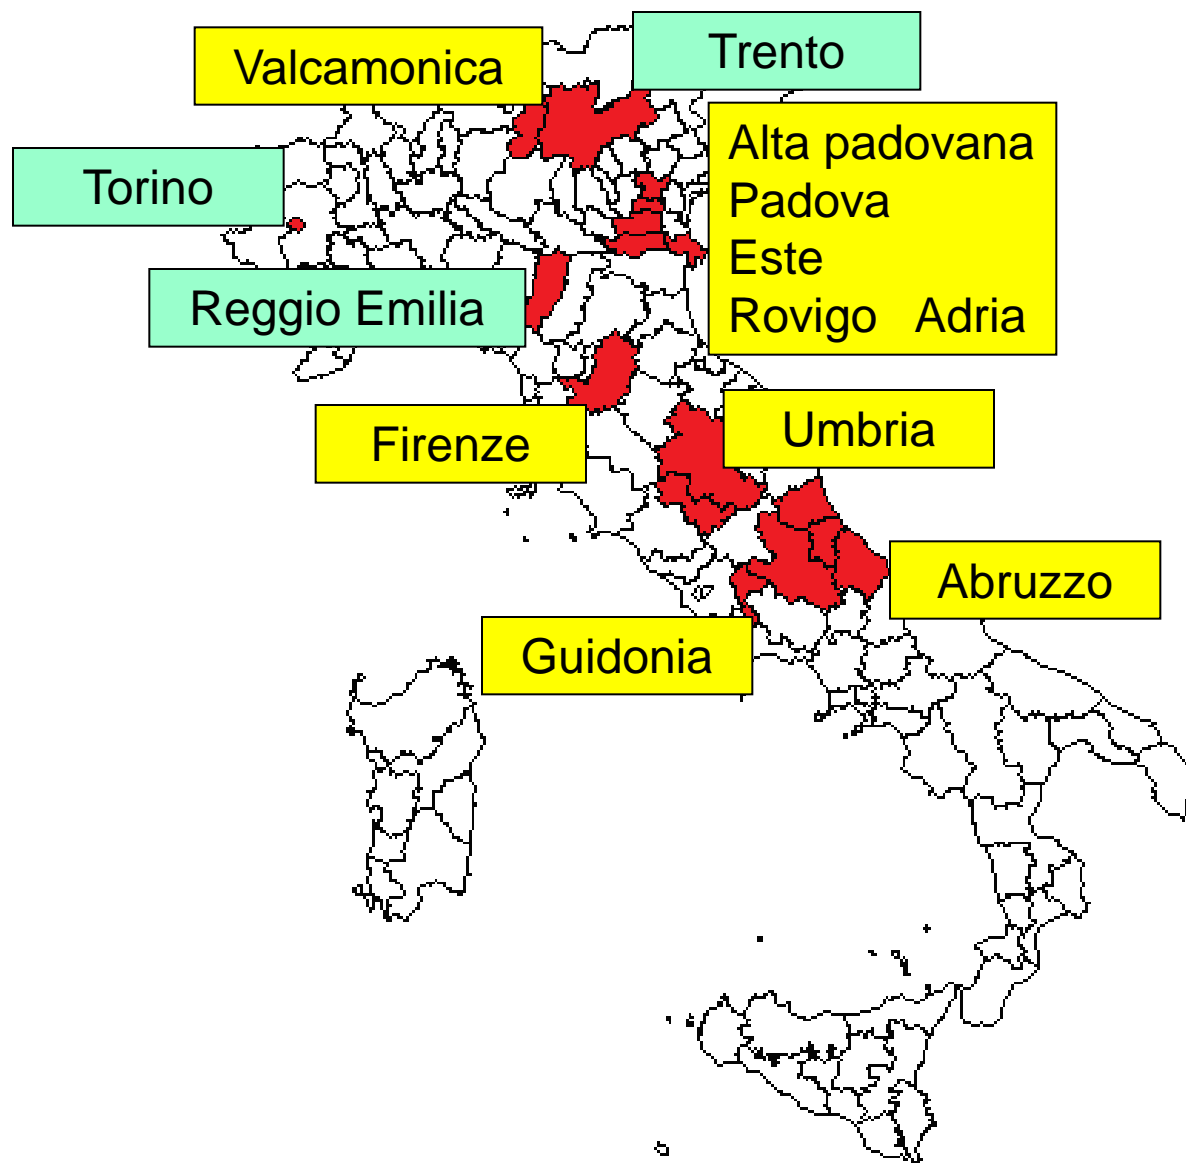 Valcamonica
Trento
Alta padovana
Padova
Este
Rovigo Adria
Torino
Reggio Emilia
Firenze
Umbria
Abruzzo
Guidonia